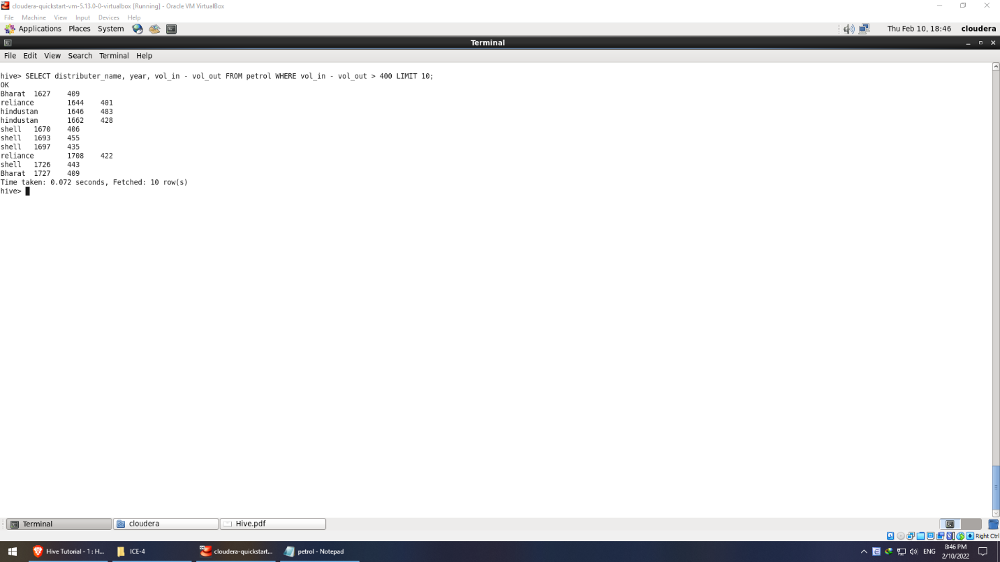 cloudera-quickstart-vm-5.13.0-0-virtualbox [Running] - Oracle VM VirtualBox
File Machine View Input Devices Help
Applications Places System Thu Feb 10, 18:46 cloudera
Terminal
File Edit View Search Terminal Help
hive> SELECT distributer_name, year, vol_in - vol_out FROM petrol WHERE vol_in - vol_out > 400 LIMIT 10;
OK
Bharat 1627 409
reliance 1644 401
hindustan 1646 483
hindustan 1662 428
shell 1670 406
shell 1693 455
shell 1697 435
reliance 1708 422
shell 1726 443
Bharat 1727 409
Time taken: 0.072 seconds, Fetched: 10 row(s)
hive>
Terminal cloudera Hive.pdf
Right Ctrl
Hive Tutorial - 1 : H... ICE-4 cloudera-quickstart... petrol - Notepad ENG 8:46 PM
2/10/2022